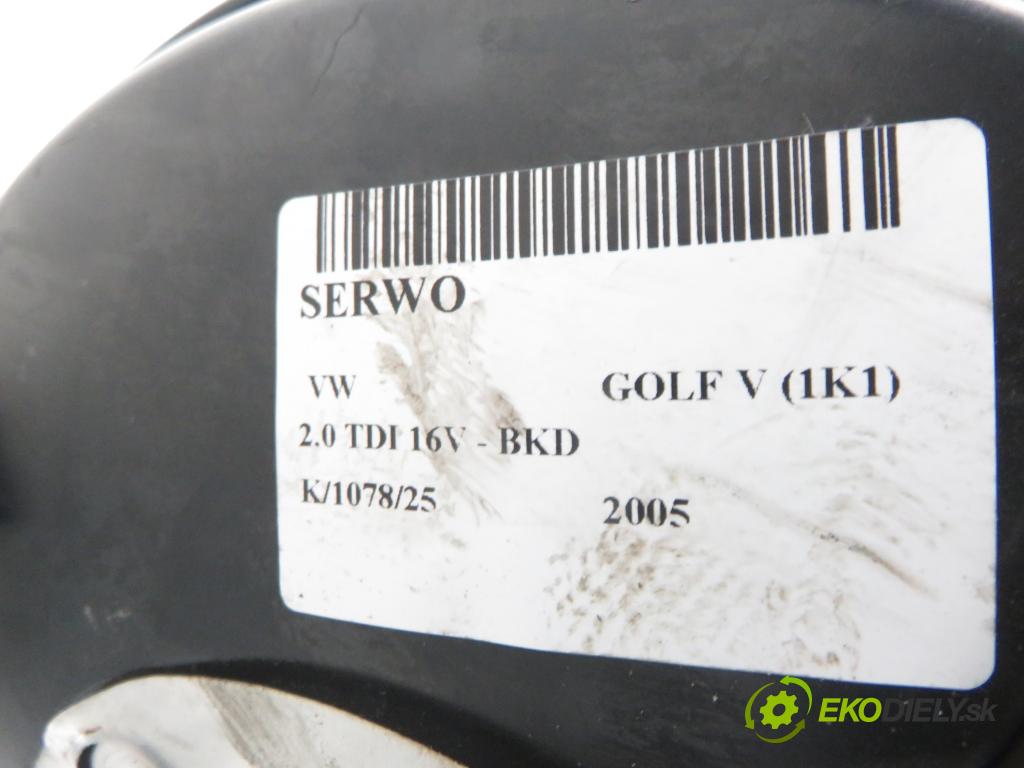 SERWO
VW GOLF V (1K1)
2.0 TDI 16V - BKD
K/1078/25 2005
EKODIELY.sk